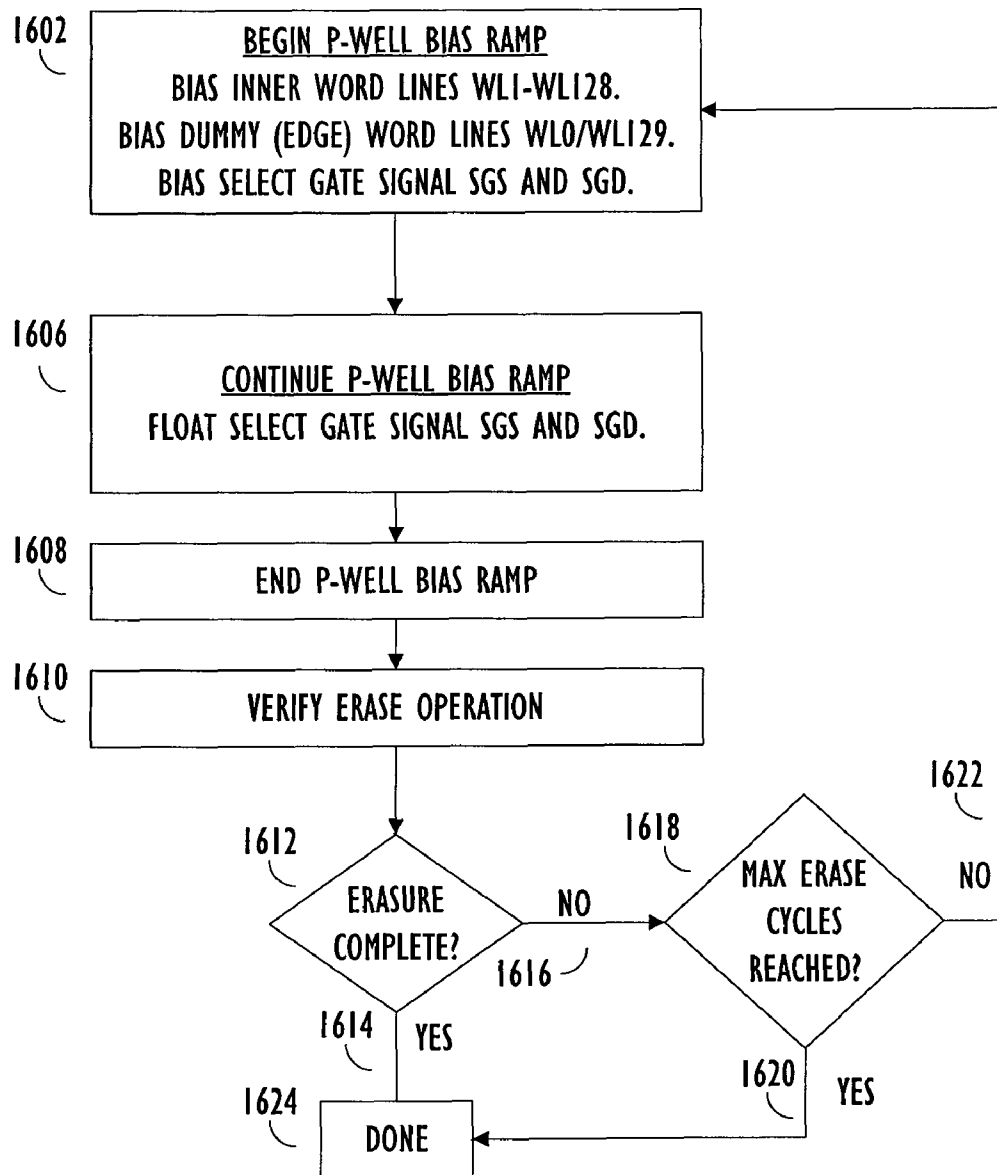 1602
BEGIN P-WELL BIAS RAMP
BIAS INNER WORD LINES WL1-WL128.
BIAS DUMMY (EDGE) WORD LINES WL0/WL129.
BIAS SELECT GATE SIGNAL SGS AND SGD.
1606
CONTINUE P-WELL BIAS RAMP
FLOAT SELECT GATE SIGNAL SGS AND SGD.
1608
END P-WELL BIAS RAMP
1610
VERIFY ERASE OPERATION
1612
ERASURE
COMPLETE?
NO
1616
1618
MAX ERASE
CYCLES
REACHED?
1622
NO
1614
YES
1620
YES
1624
DONE